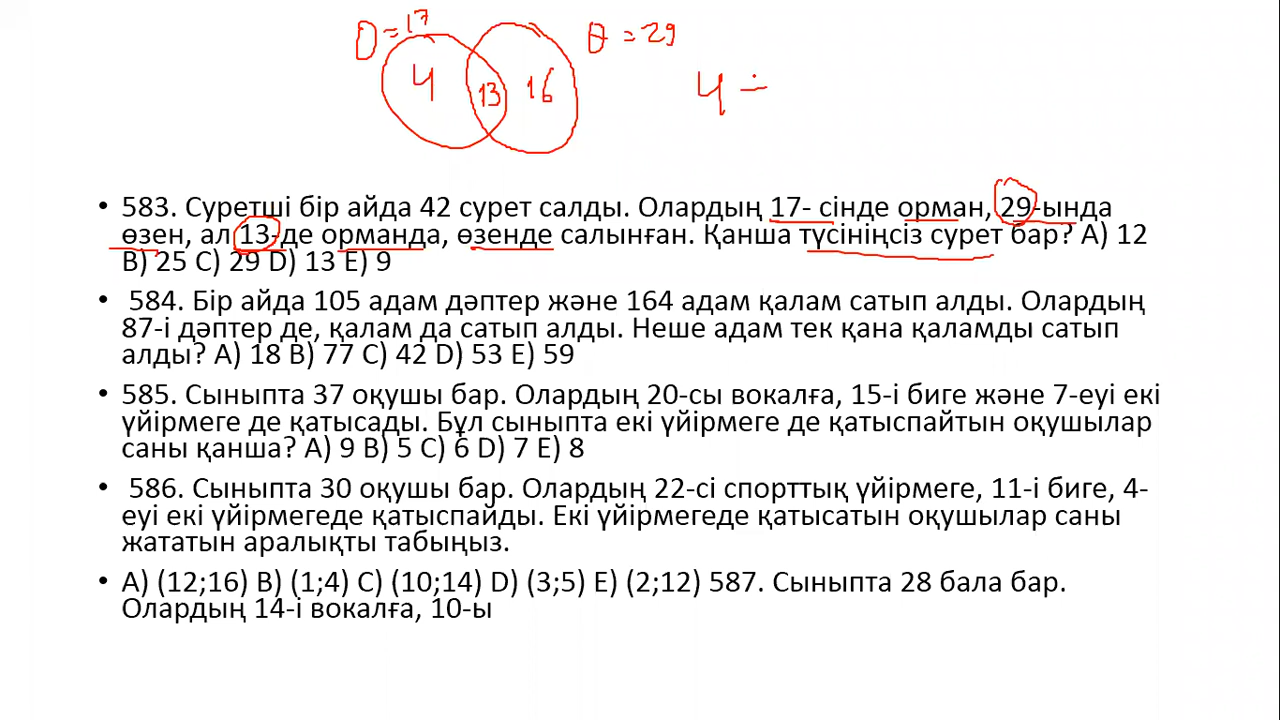 О = 17
Ө = 29
4 13 16
4 +
• 583. Суретші бір айда 42 сурет салды. Олардың 17- сінде орман, 29-ында
өзен, ал 13-де орманда, өзенде салынған. Қанша түсініңсіз сурет бар? A) 12
B) 25 C) 29 D) 13 E) 9
• 584. Бір айда 105 адам дәптер және 164 адам қалам сатып алды. Олардың
87-і дәптер де, қалам да сатып алды. Неше адам тек қана қаламды сатып
алды? A) 18 B) 77 C) 42 D) 53 E) 59
• 585. Сыныпта 37 оқушы бар. Олардың 20-сы вокалға, 15-і биге және 7-еуі екі
үйірмеге де қатысады. Бұл сыныпта екі үйірмеге де қатыспайтын оқушылар
саны қанша? A) 9 B) 5 C) 6 D) 7 E) 8
• 586. Сыныпта 30 оқушы бар. Олардың 22-сі спорттық үйірмеге, 11-і биге, 4-
еуі екі үйірмегеде қатыспайды. Екі үйірмегеде қатысатын оқушылар саны
жататын аралықты табыңыз.
• A) (12;16) B) (1;4) C) (10;14) D) (3;5) E) (2;12) 587. Сыныпта 28 бала бар.
Олардың 14-і вокалға, 10-ы